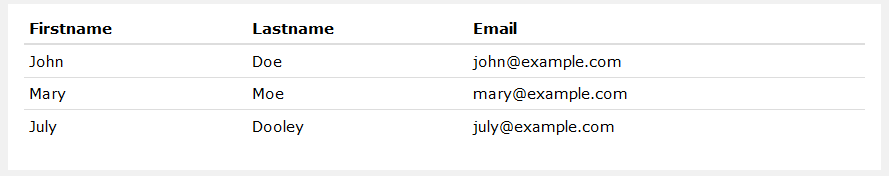 Firstname Lastname Email
John Doe john@example.com
Mary Moe mary@example.com
July Dooley july@example.com